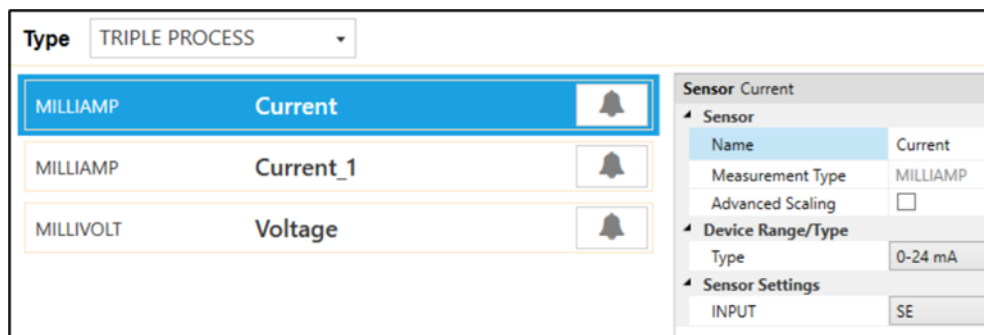 Type TRIPLE PROCESS
MILLIAMP Current
MILLIAMP Current_1
MILLIVOLT Voltage
Sensor Current
Sensor
Name Current
Measurement Type MILLIAMP
Advanced Scaling
Device Range/Type
Type 0-24 mA
Sensor Settings
INPUT SE